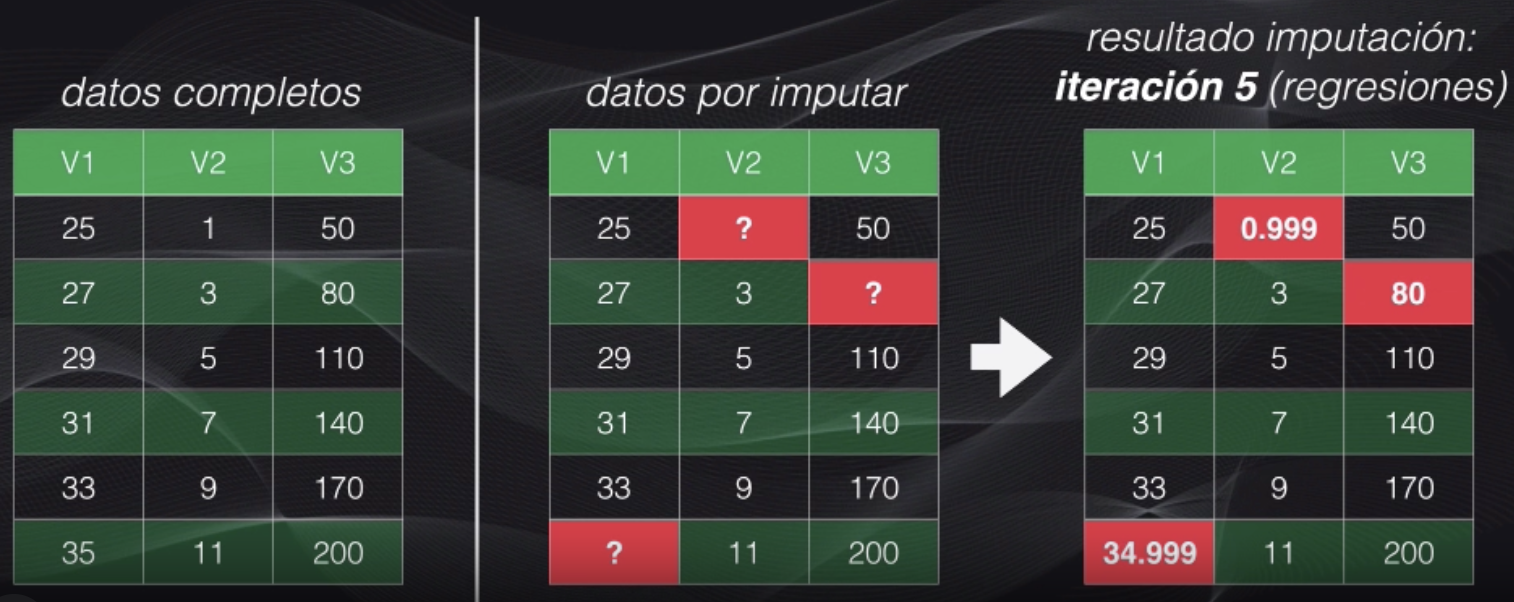 datos completos
V1 V2 V3
25 1 50
27 3 80
29 5 110
31 7 140
33 9 170
35 11 200
datos por imputar
V1 V2 V3
25 ? 50
27 3 ?
29 5 110
31 7 140
33 9 170
? 11 200
resultado imputación:
iteración 5 (regresiones)
V1 V2 V3
25 0.999 50
27 3 80
29 5 110
31 7 140
33 9 170
34.999 11 200